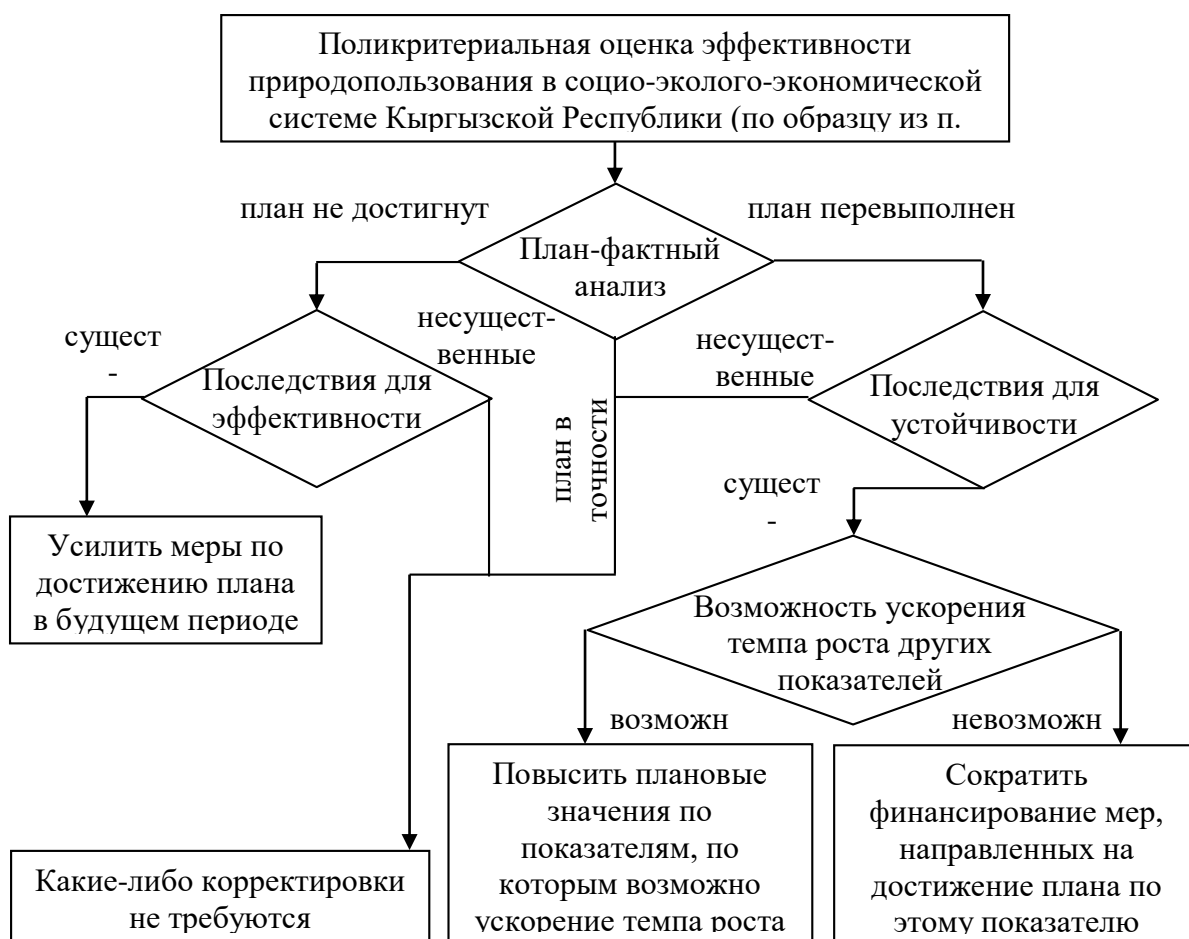 Поликритериальная оценка эффективности
природопользования в социо-эколого-экономической
системе Кыргызской Республики (по образцу из п.
план не достигнут
план перевыполнен
План-фактный
анализ
сущест
-
несущест-
венные
несущест-
венные
Последствия для
эффективности
план в
точности
Последствия для
устойчивости
сущест
-
Усилить меры по
достижению плана
в будущем периоде
Возможность ускорения
темпа роста других
показателей
возможн
невозможн
Какие-либо корректировки
не требуются
Повысить плановые
значения по
показателям, по
которым возможно
ускорение темпа роста
Сократить
финансирование мер,
направленных на
достижение плана по
этому показателю